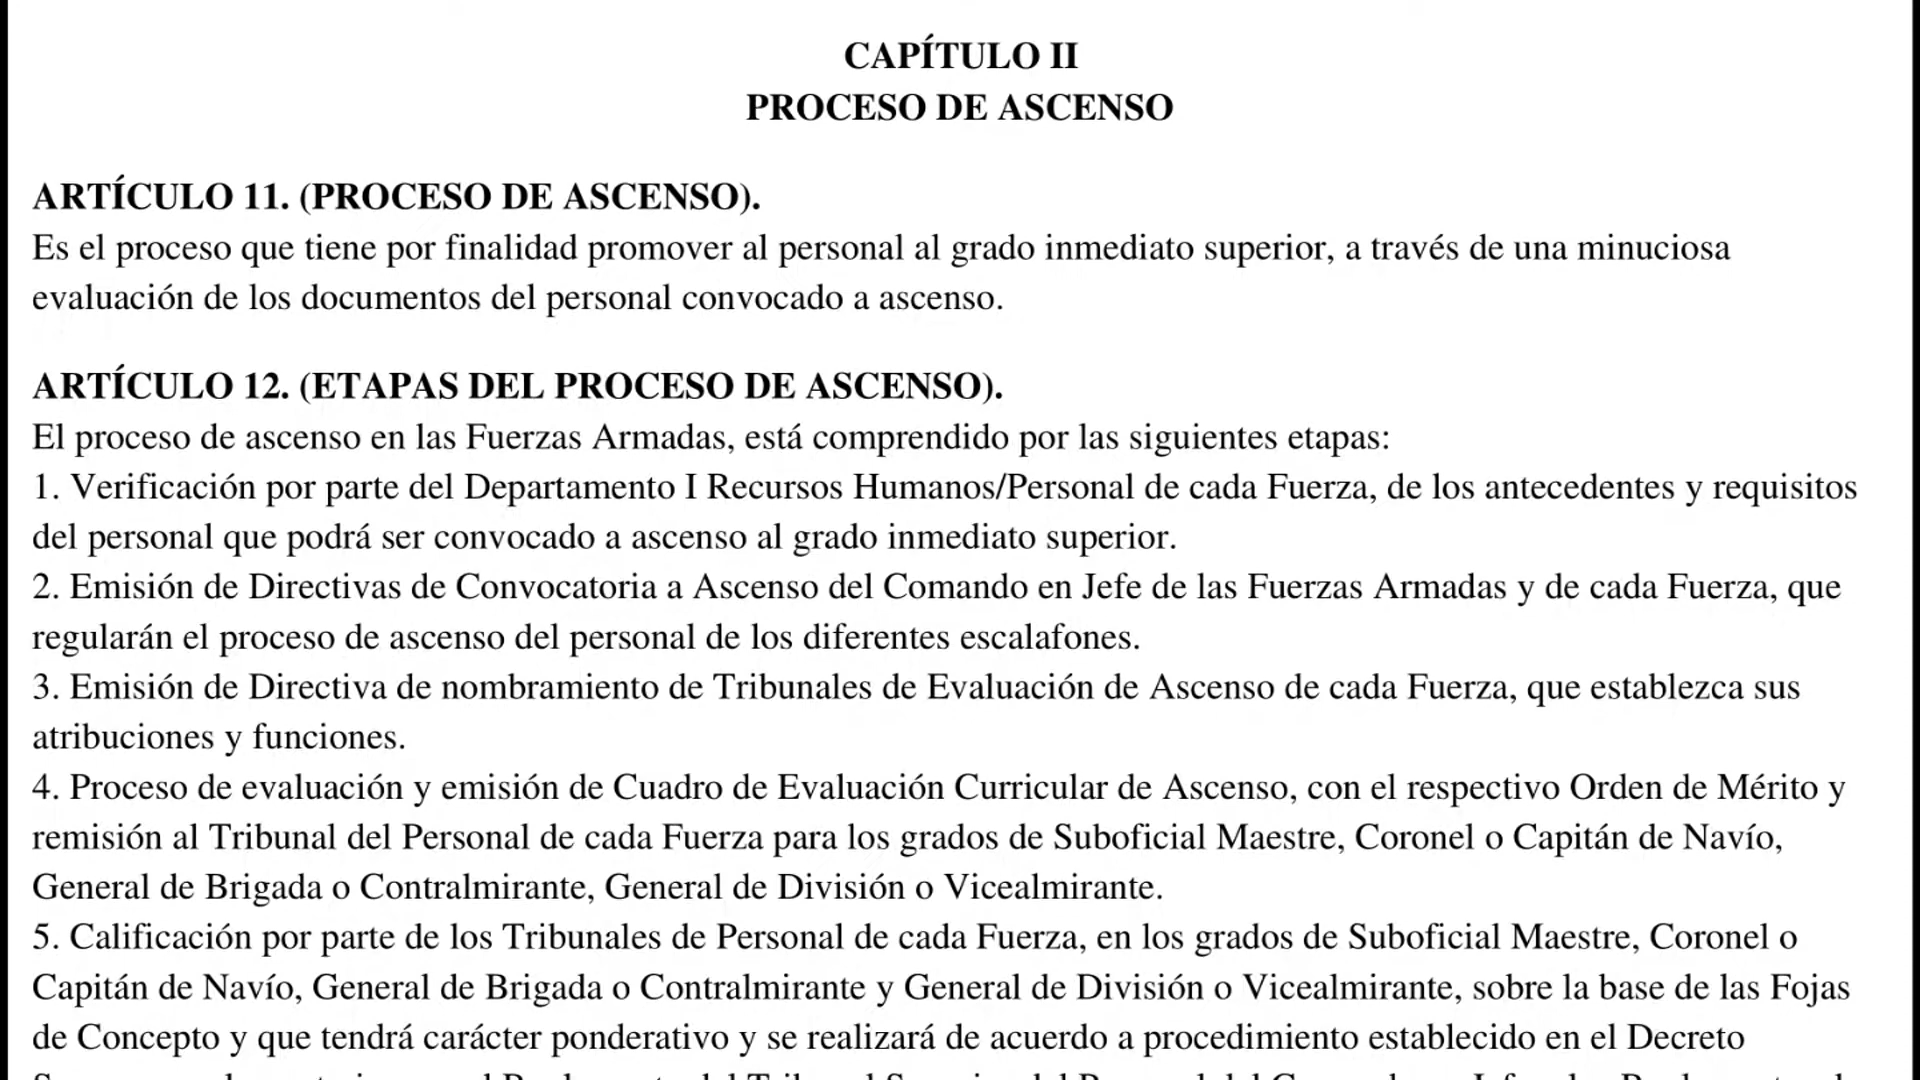 CAPÍTULO II
PROCESO DE ASCENSO
ARTÍCULO 11. (PROCESO DE ASCENSO).
Es el proceso que tiene por finalidad promover al personal al grado inmediato superior, a través de una minuciosa
evaluación de los documentos del personal convocado a ascenso.
ARTÍCULO 12. (ETAPAS DEL PROCESO DE ASCENSO).
El proceso de ascenso en las Fuerzas Armadas, está comprendido por las siguientes etapas:
1. Verificación por parte del Departamento I Recursos Humanos/Personal de cada Fuerza, de los antecedentes y requisitos
del personal que podrá ser convocado a ascenso al grado inmediato superior.
2. Emisión de Directivas de Convocatoria a Ascenso del Comando en Jefe de las Fuerzas Armadas y de cada Fuerza, que
regularán el proceso de ascenso del personal de los diferentes escalafones.
3. Emisión de Directiva de nombramiento de Tribunales de Evaluación de Ascenso de cada Fuerza, que establezca sus
atribuciones y funciones.
4. Proceso de evaluación y emisión de Cuadro de Evaluación Curricular de Ascenso, con el respectivo Orden de Mérito y
remisión al Tribunal del Personal de cada Fuerza para los grados de Suboficial Maestre, Coronel o Capitán de Navío,
General de Brigada o Contralmirante, General de División o Vicealmirante.
5. Calificación por parte de los Tribunales de Personal de cada Fuerza, en los grados de Suboficial Maestre, Coronel o
Capitán de Navío, General de Brigada o Contralmirante y General de División o Vicealmirante, sobre la base de las Fojas
de Concepto y que tendrá carácter ponderativo y se realizará de acuerdo a procedimiento establecido en el Decreto